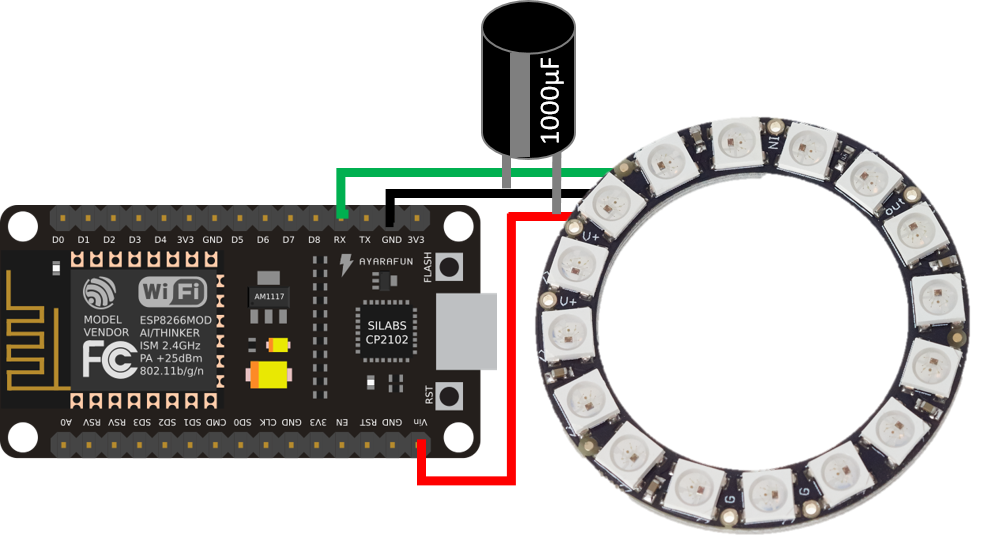 1000µF
D0 D1 D2 D3 D4 3V3 GND D5 D6 D7 D8 RX TX GND 3V3
AYARAFUN
FLASH
AM1117
WiFi
MODEL
VENDOR
ESP8266MOD
AI/THINKER
ISM 2.4GHz
PA +25dBm
802.11b/g/n
FC
SILABS
CP2102
RST
A0 RSV RSV SD3 SD2 SD1 CMD SD0 CLK GND 3V3 EN RST GND Vin
IN
out
V+
V+
G
G